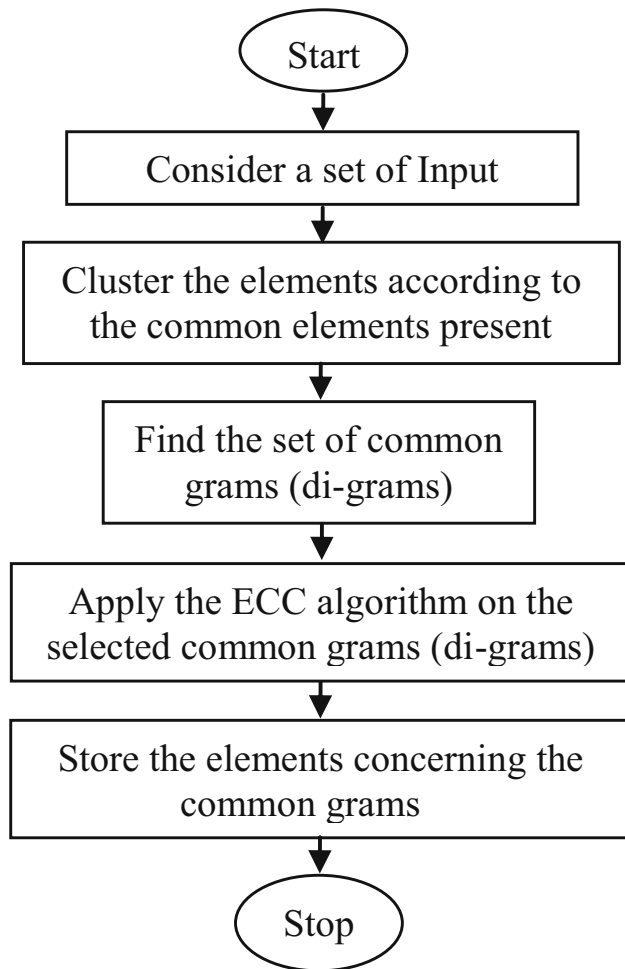 Start
Consider a set of Input
Cluster the elements according to
the common elements present
Find the set of common
grams (di-grams)
Apply the ECC algorithm on the
selected common grams (di-grams)
Store the elements concerning the
common grams
Stop